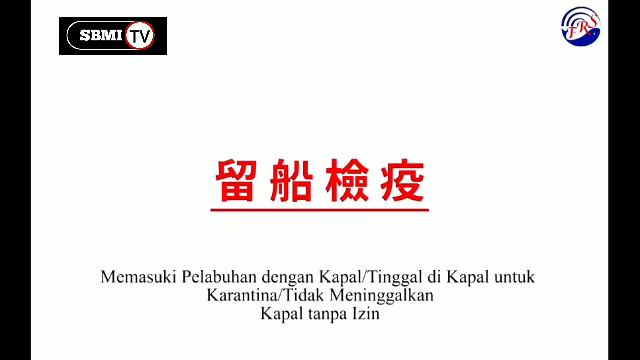 SBMI TV
FRS
留船檢疫
Memasuki Pelabuhan dengan Kapal/Tinggal di Kapal untuk
Karantina/Tidak Meninggalkan
Kapal tanpa Izin